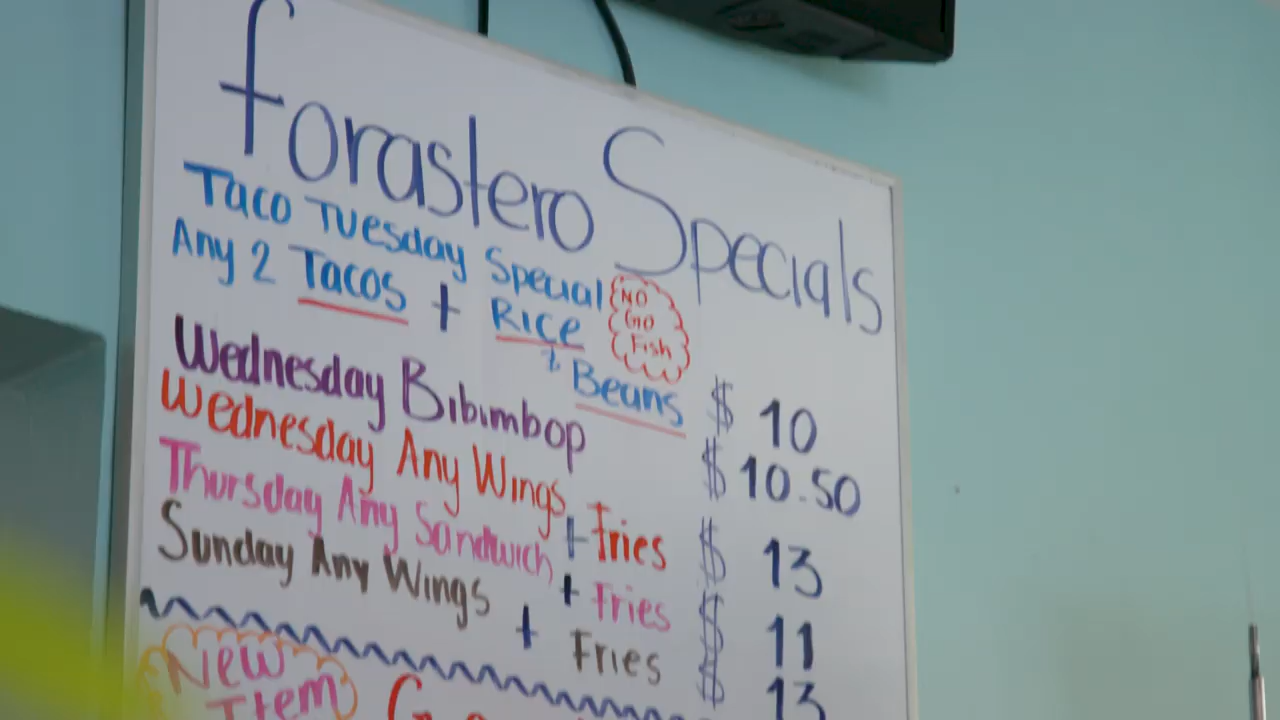 forastero Specials
Taco Tuesday Special
Any 2 Tacos + Rice
& Beans $ 10
NO
GO
Fish
Wednesday Bibimbop $ 10.50
Wednesday Any Wings + Fries $ 13
Thursday Any Sandwich + Fries $ 11
Sunday Any Wings + Fries $ 13
New
Item